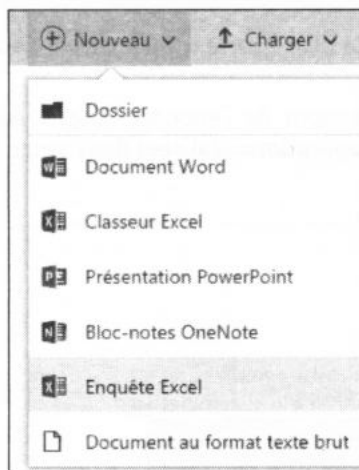 Nouveau Charger
Dossier
Document Word
Classeur Excel
Présentation PowerPoint
Bloc-notes OneNote
Enquête Excel
Document au format texte brut